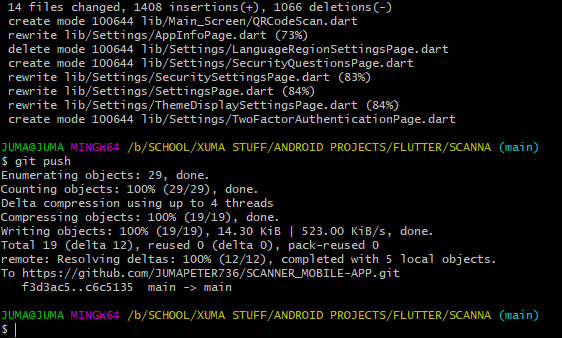 14 files changed, 1408 insertions(+), 1066 deletions(-)
create mode 100644 lib/Main_Screen/QRCodeScan.dart
rewrite lib/Settings/AppInfoPage.dart (73%)
delete mode 100644 lib/Settings/LanguageRegionSettingsPage.dart
create mode 100644 lib/Settings/SecurityQuestionsPage.dart
rewrite lib/Settings/SecuritySettingsPage.dart (83%)
rewrite lib/Settings/SettingsPage.dart (84%)
rewrite lib/Settings/ThemeDisplaySettingsPage.dart (84%)
create mode 100644 lib/Settings/TwoFactorAuthenticationPage.dart
JUMA@JUMA MINGW64 /b/SCHOOL/XUMA STUFF/ANDROID PROJECTS/FLUTTER/SCANNA (main)
$ git push
Enumerating objects: 29, done.
Counting objects: 100% (29/29), done.
Delta compression using up to 4 threads
Compressing objects: 100% (19/19), done.
Writing objects: 100% (19/19), 14.30 KiB | 523.00 KiB/s, done.
Total 19 (delta 12), reused 0 (delta 0), pack-reused 0
remote: Resolving deltas: 100% (12/12), completed with 5 local objects.
To https://github.com/JUMAPETER736/SCANNER_MOBILE-APP.git
f3d3ac5..c6c5135  main -> main
JUMA@JUMA MINGW64 /b/SCHOOL/XUMA STUFF/ANDROID PROJECTS/FLUTTER/SCANNA (main)
$